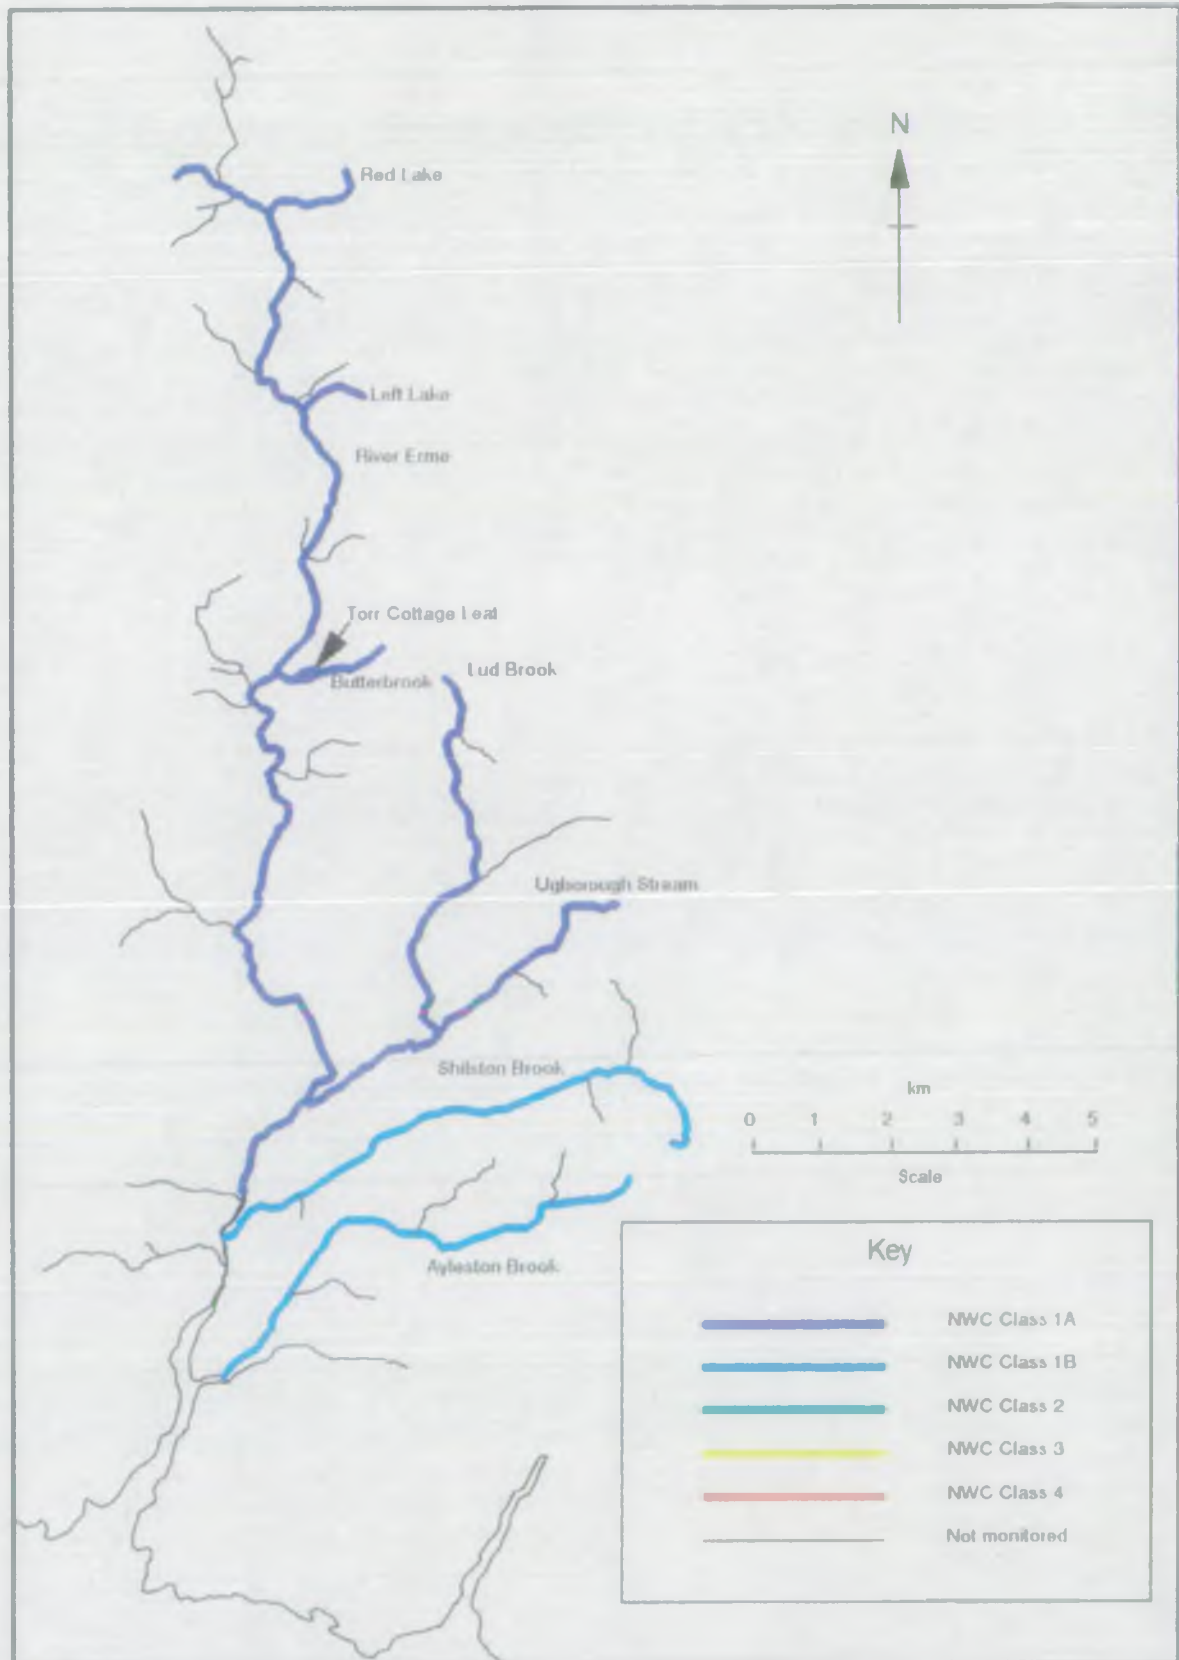 N
Red Lake
Left Lake
River Erme
Torr Cottage Leat
Butterbrook
Lud Brook
Ugborough Stream
Shilston Brook
km
0 1 2 3 4 5
Scale
Ayleston Brook
Key
NWC Class 1A
NWC Class 1B
NWC Class 2
NWC Class 3
NWC Class 4
Not monitored